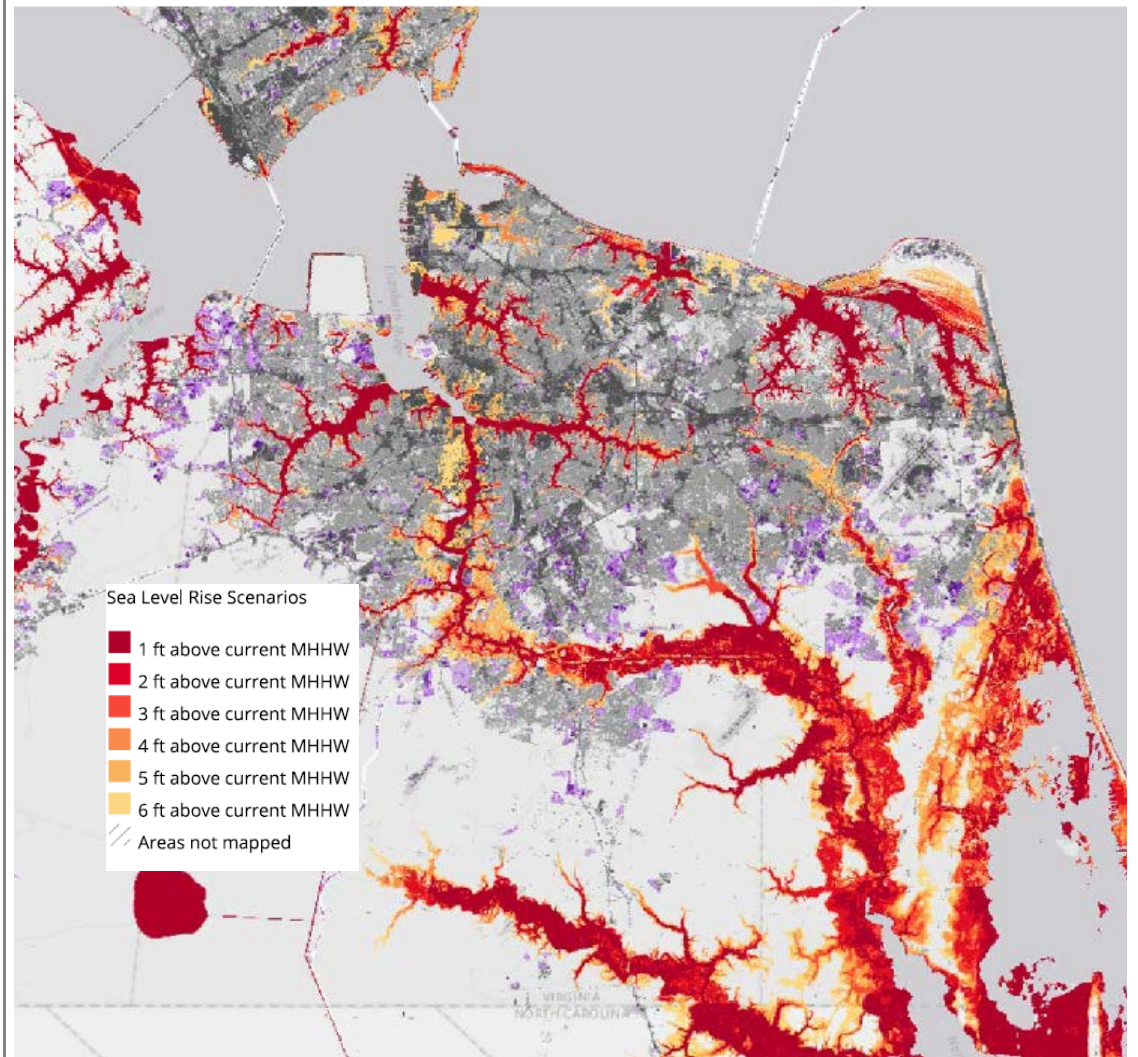 Elizabeth River
Sea Level Rise Scenarios
1 ft above current MHHW
2 ft above current MHHW
3 ft above current MHHW
4 ft above current MHHW
5 ft above current MHHW
6 ft above current MHHW
Areas not mapped
VIRGINIA
NORTH CAROLINA